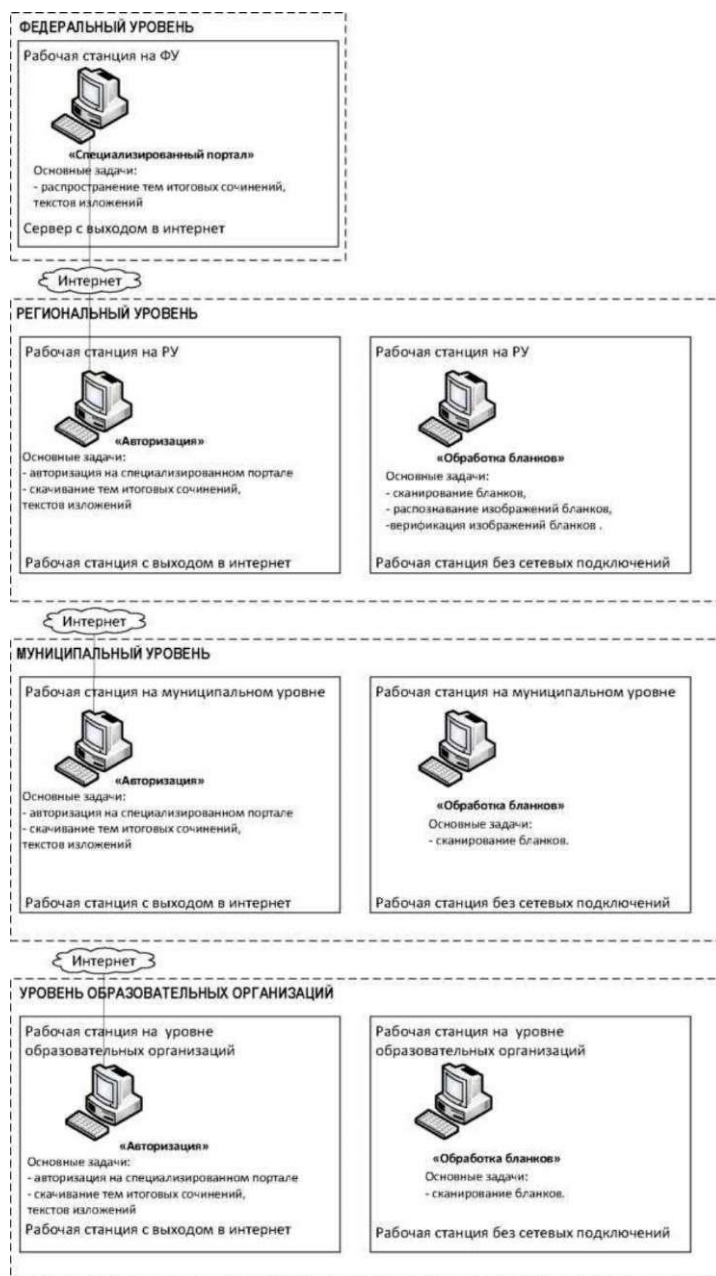 ФЕДЕРАЛЬНЫЙ УРОВЕНЬ
Рабочая станция на ФУ
«Специализированный портал»
Основные задачи:
- распространение тем итоговых сочинений,
текстов изложений
Сервер с выходом в интернет
Интернет
РЕГИОНАЛЬНЫЙ УРОВЕНЬ
Рабочая станция на РУ
«Авторизация»
Основные задачи:
- авторизация на специализированном портале
- скачивание тем итоговых сочинений,
текстов изложений
Рабочая станция с выходом в интернет
Рабочая станция на РУ
«Обработка бланков»
Основные задачи:
- сканирование бланков,
- распознавание изображений бланков,
-верификация изображений бланков .
Рабочая станция без сетевых подключений
Интернет
МУНИЦИПАЛЬНЫЙ УРОВЕНЬ
Рабочая станция на муниципальном уровне
«Авторизация»
Основные задачи:
- авторизация на специализированном портале
- скачивание тем итоговых сочинений,
текстов изложений
Рабочая станция с выходом в интернет
Рабочая станция на муниципальном уровне
«Обработка бланков»
Основные задачи:
- сканирование бланков.
Рабочая станция без сетевых подключений
Интернет
УРОВЕНЬ ОБРАЗОВАТЕЛЬНЫХ ОРГАНИЗАЦИЙ
Рабочая станция на уровне
образовательных организаций
«Авторизация»
Основные задачи:
- авторизация на специализированном портале
- скачивание тем итоговых сочинений,
текстов изложений
Рабочая станция с выходом в интернет
Рабочая станция на уровне
образовательных организаций
«Обработка бланков»
Основные задачи:
- сканирование бланков.
Рабочая станция без сетевых подключений